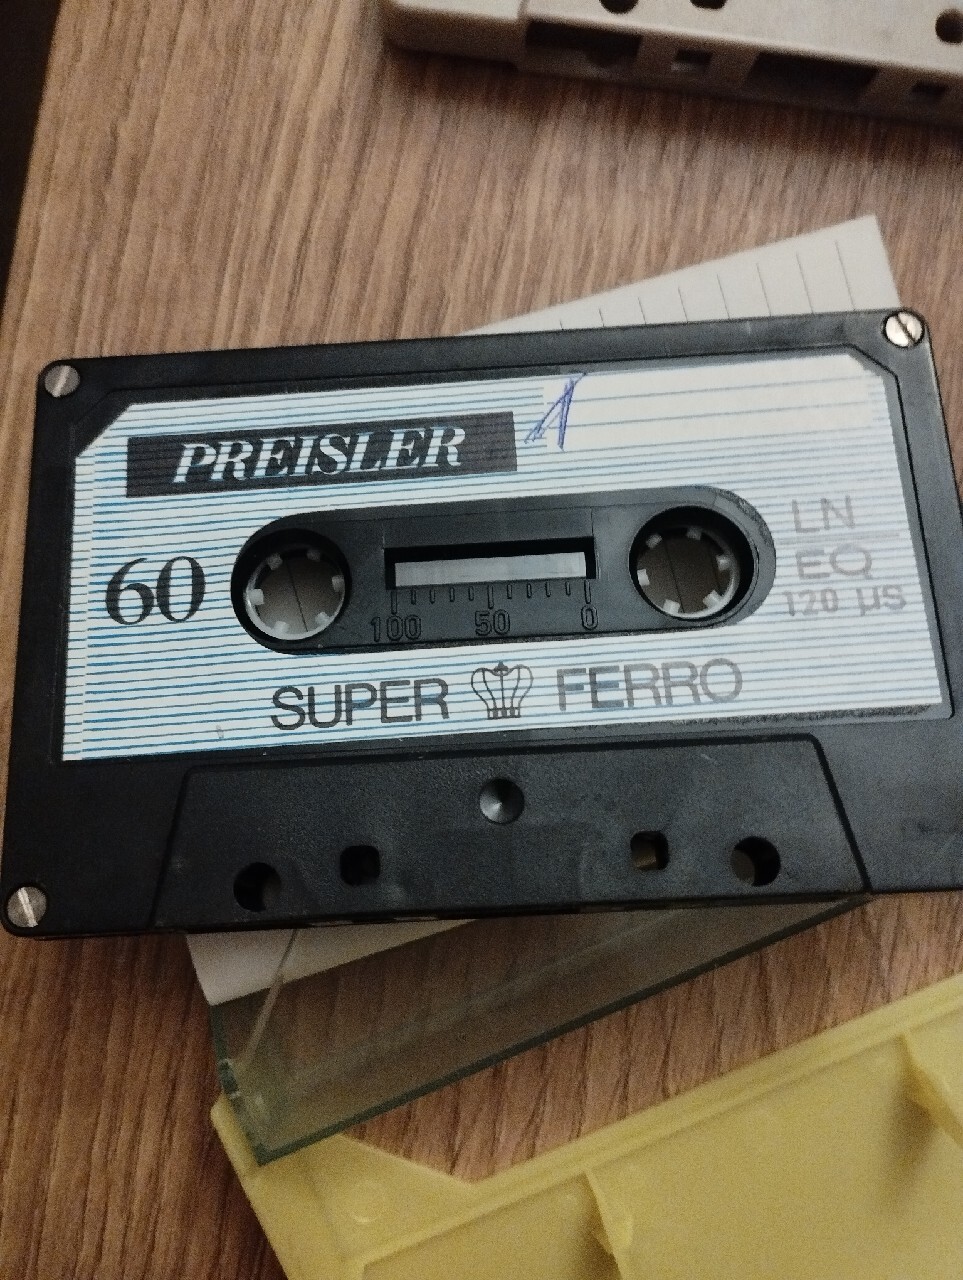 PREISLER
1
60
LN
EQ
120 µs
100 50 0
SUPER FERRO